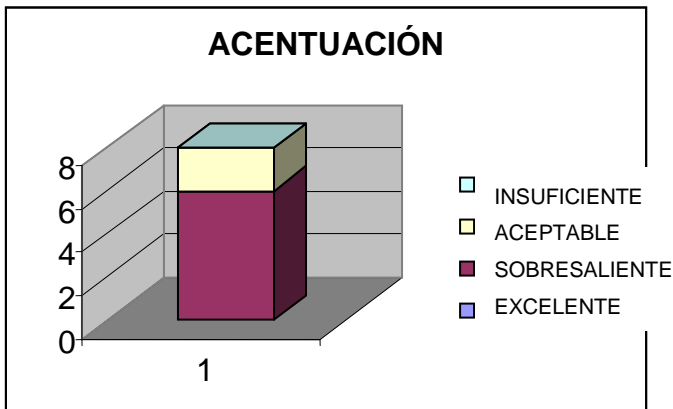 ACENTUACIÓN
8
6
4
2
0
1
INSUFICIENTE
ACEPTABLE
SOBRESALIENTE
EXCELENTE